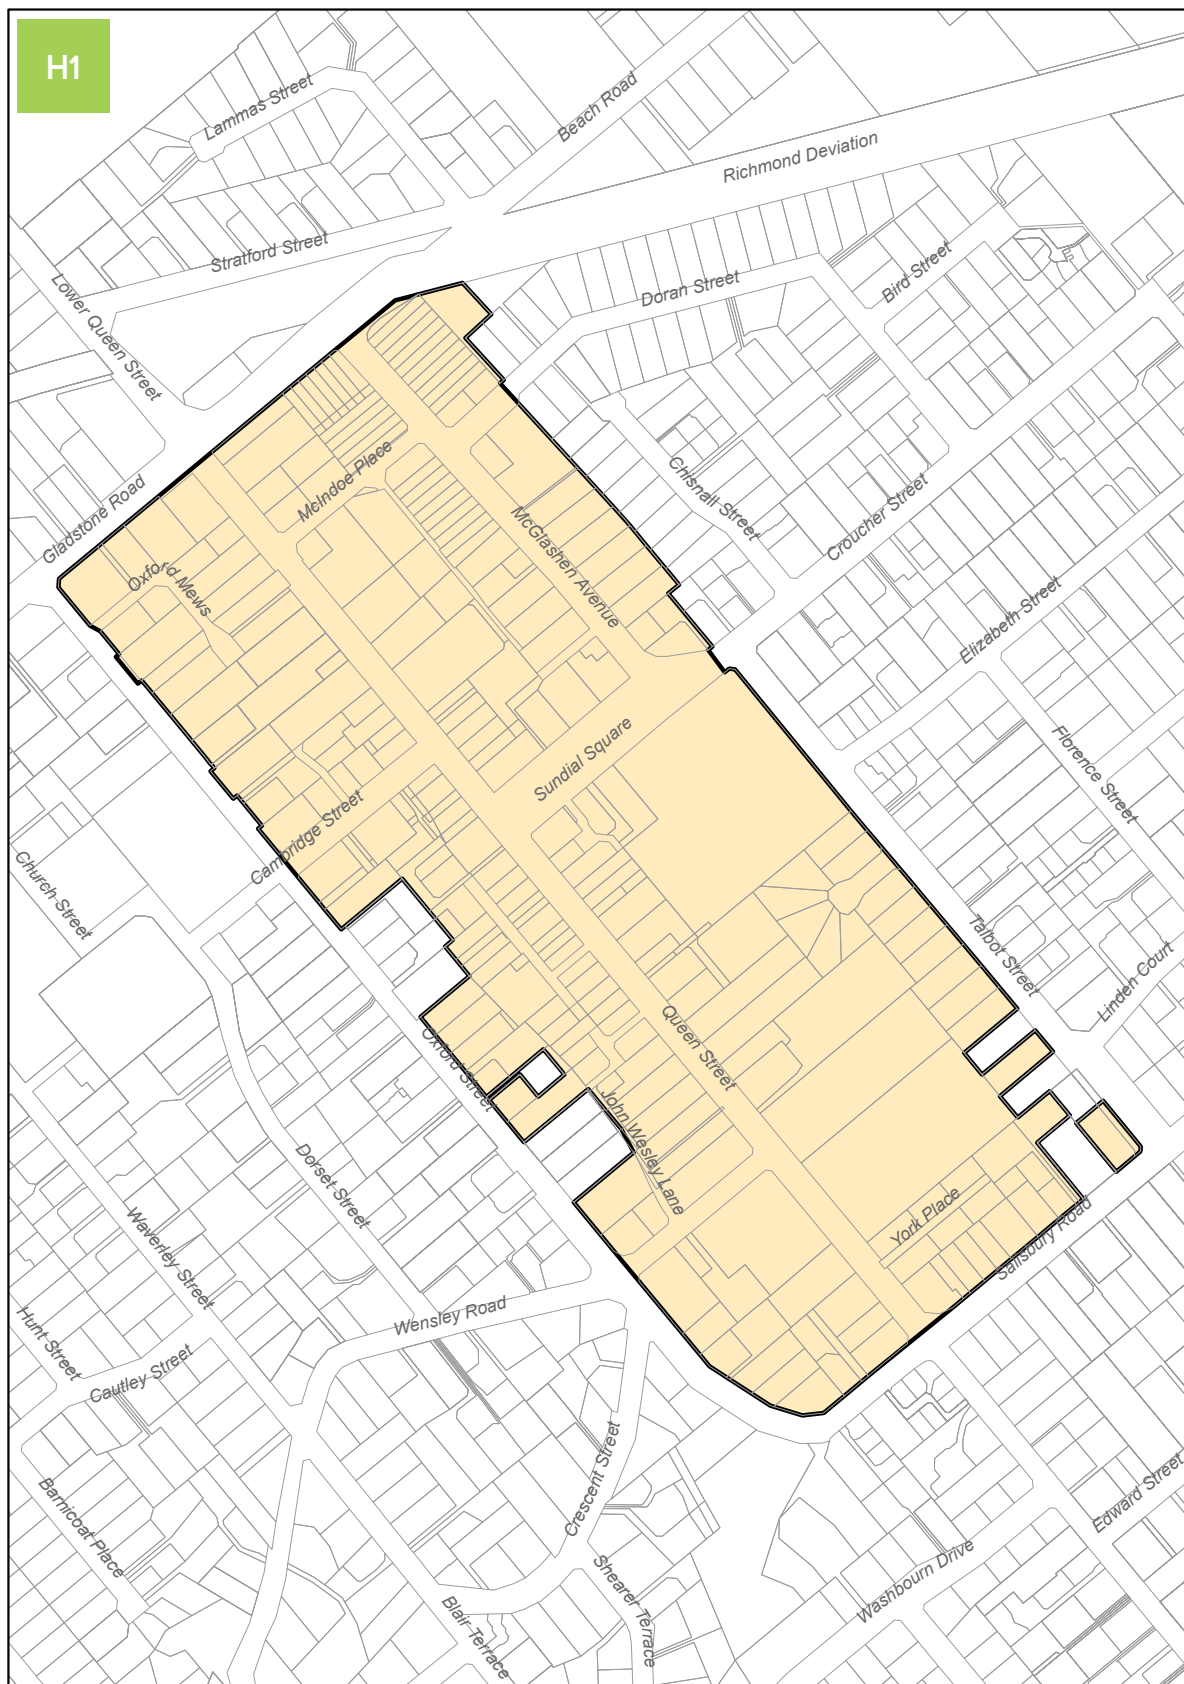 H1
Lammas Street
Beach Road
Richmond Deviation
Stratford Street
Lower Queen Street
Doran Street
Bird Street
McIndoe Place
Gladstone Road
Chisnall Street
Croucher Street
McGlashen Avenue
Oxford Mews
Elizabeth Street
Sundial Square
Florence Street
Cambridge Street
Church Street
Talbot Street
Linden Court
Queen Street
Oxford Street
John Wesley Lane
Dorset Street
York Place
Salisbury Road
Waverley Street
Wensley Road
Hunt Street
Cautley Street
Crescent Street
Barnicoat Place
Edward Street
Washbourn Drive
Shearer Terrace
Blair Terrace